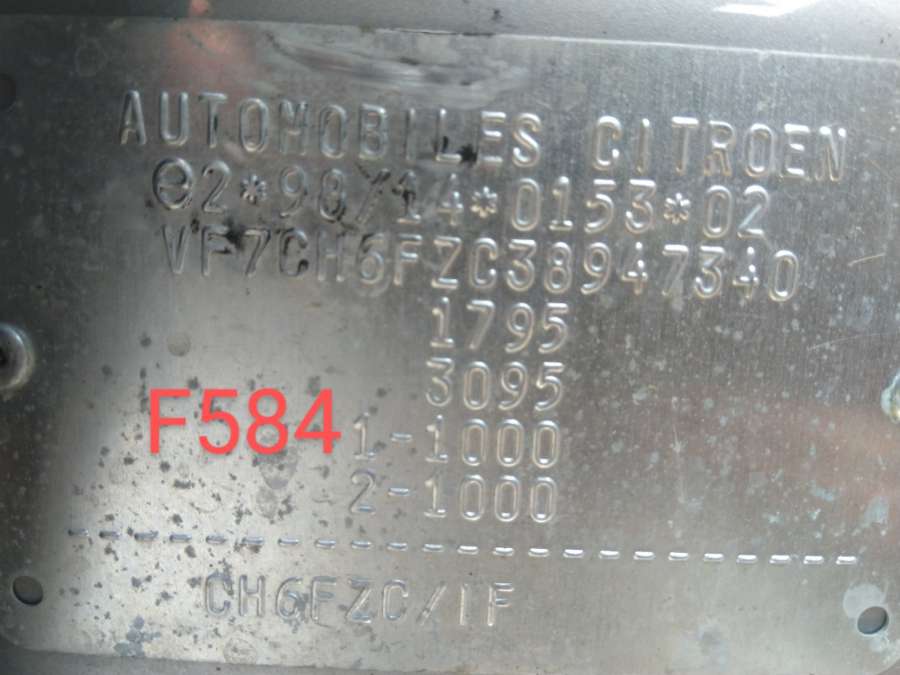 AUTOMOBILES CITROEN
e2*98/14*0153*02
VF7CH6FZC38947340
1795
3095
F584
1-1000
2-1000
CH6FZC/IF